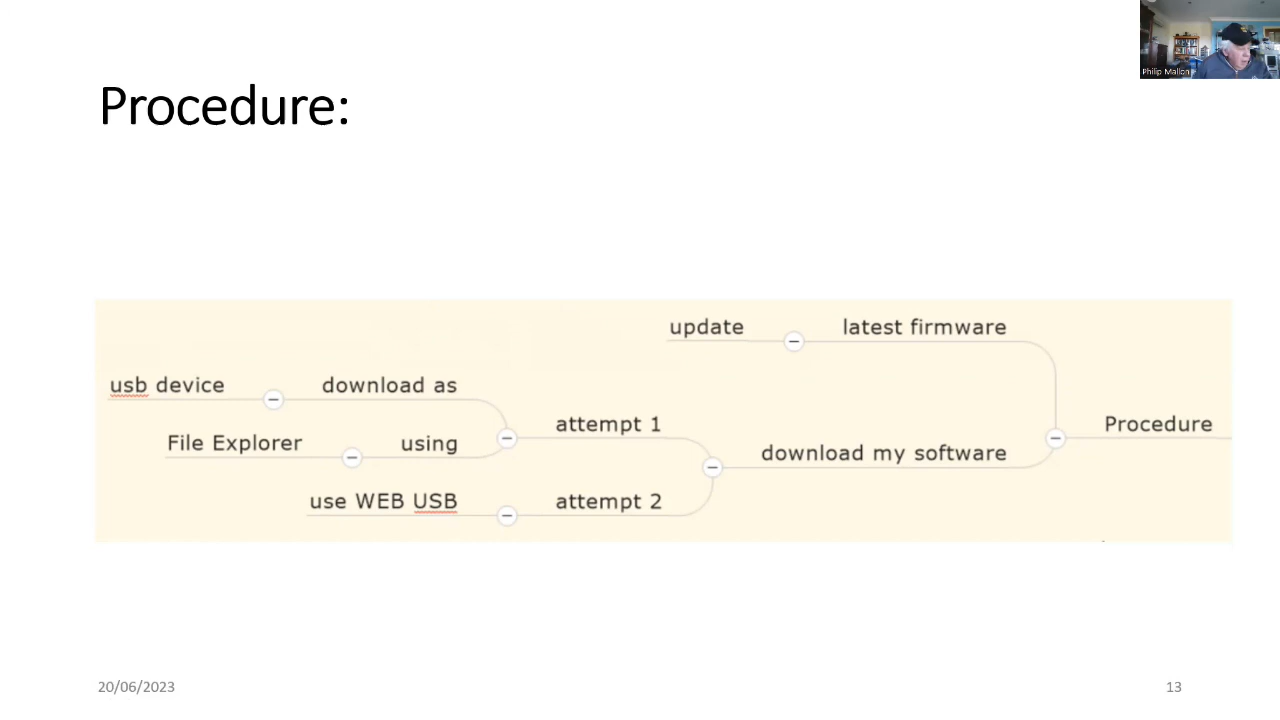 Philip Mallon
Procedure:
update latest firmware
usb device download as
attempt 1 Procedure
File Explorer using
download my software
use WEB USB attempt 2
20/06/2023 13